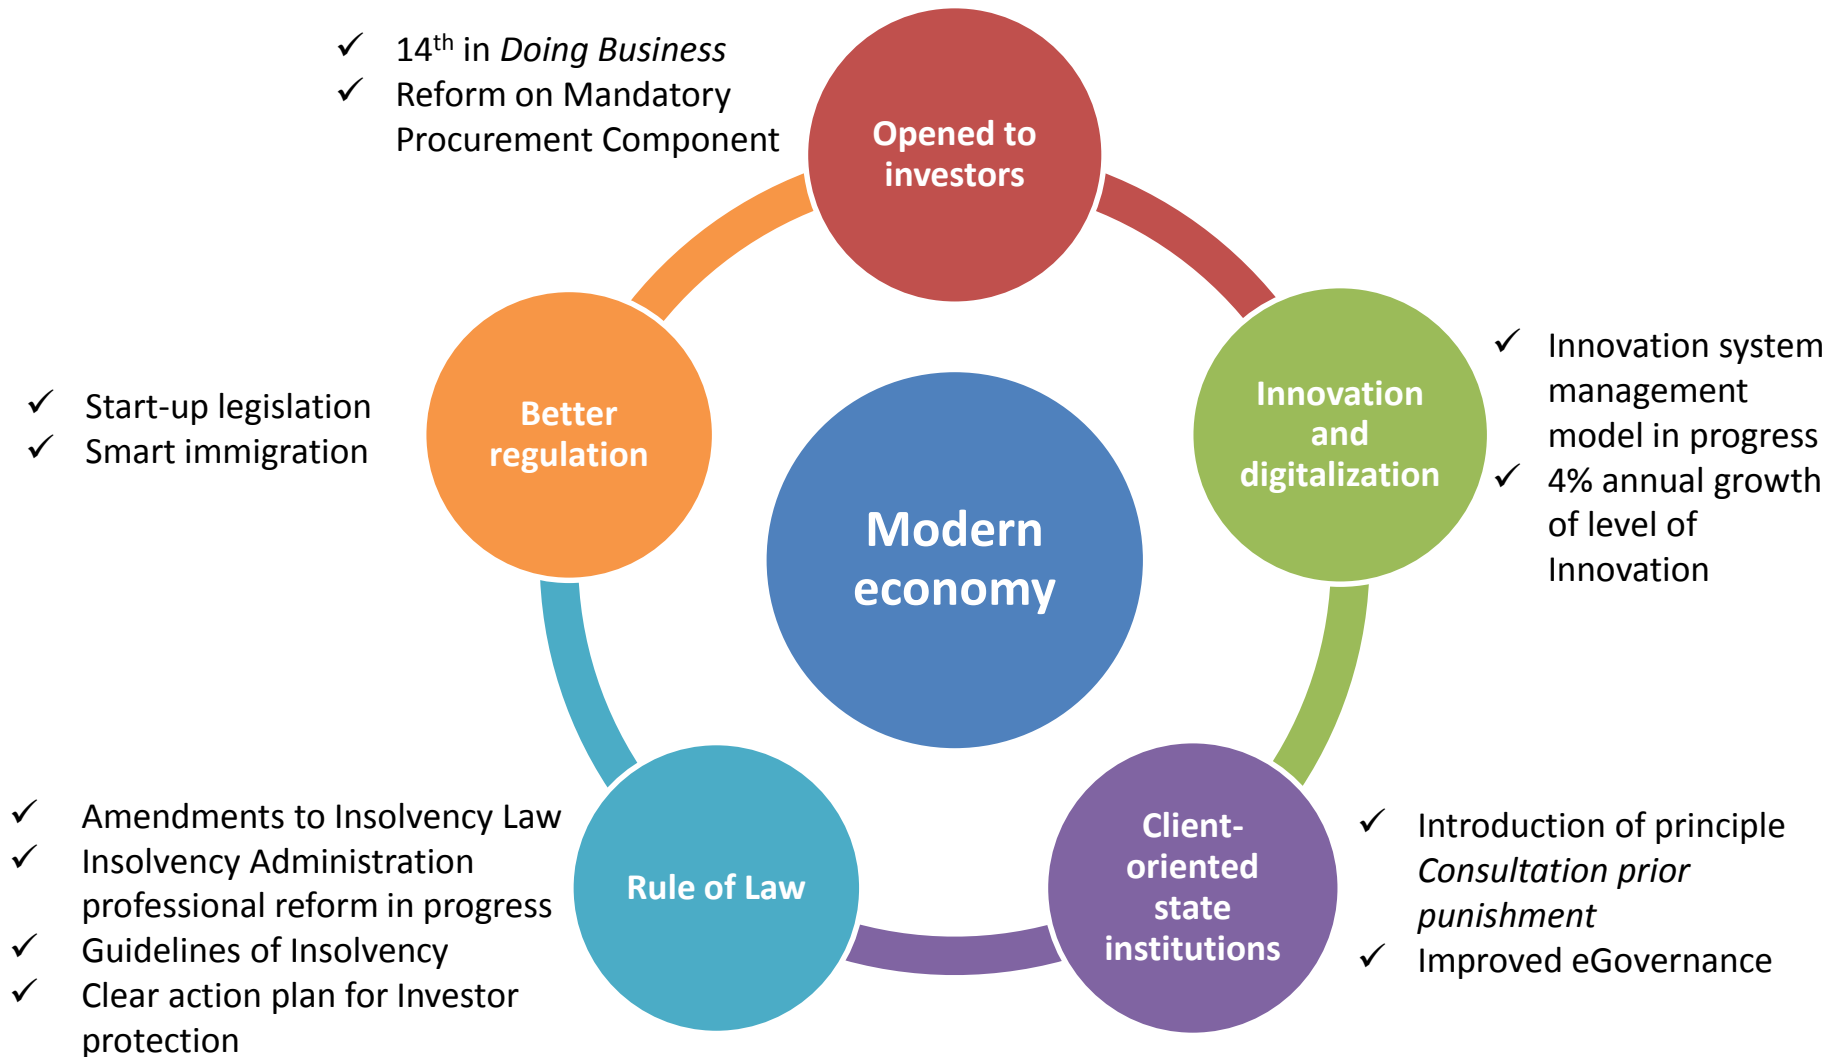 ✓ 14th in Doing Business
✓ Reform on Mandatory
Procurement Component
Opened to
investors
✓ Innovation system
management
model in progress
✓ 4% annual growth
of level of
Innovation
Innovation
and
digitalization
✓ Start-up legislation
✓ Smart immigration
Better
regulation
Modern
economy
✓ Amendments to Insolvency Law
✓ Insolvency Administration
professional reform in progress
✓ Guidelines of Insolvency
✓ Clear action plan for Investor
protection
Rule of Law
Client-
oriented
state
institutions
✓ Introduction of principle
Consultation prior
punishment
✓ Improved eGovernance